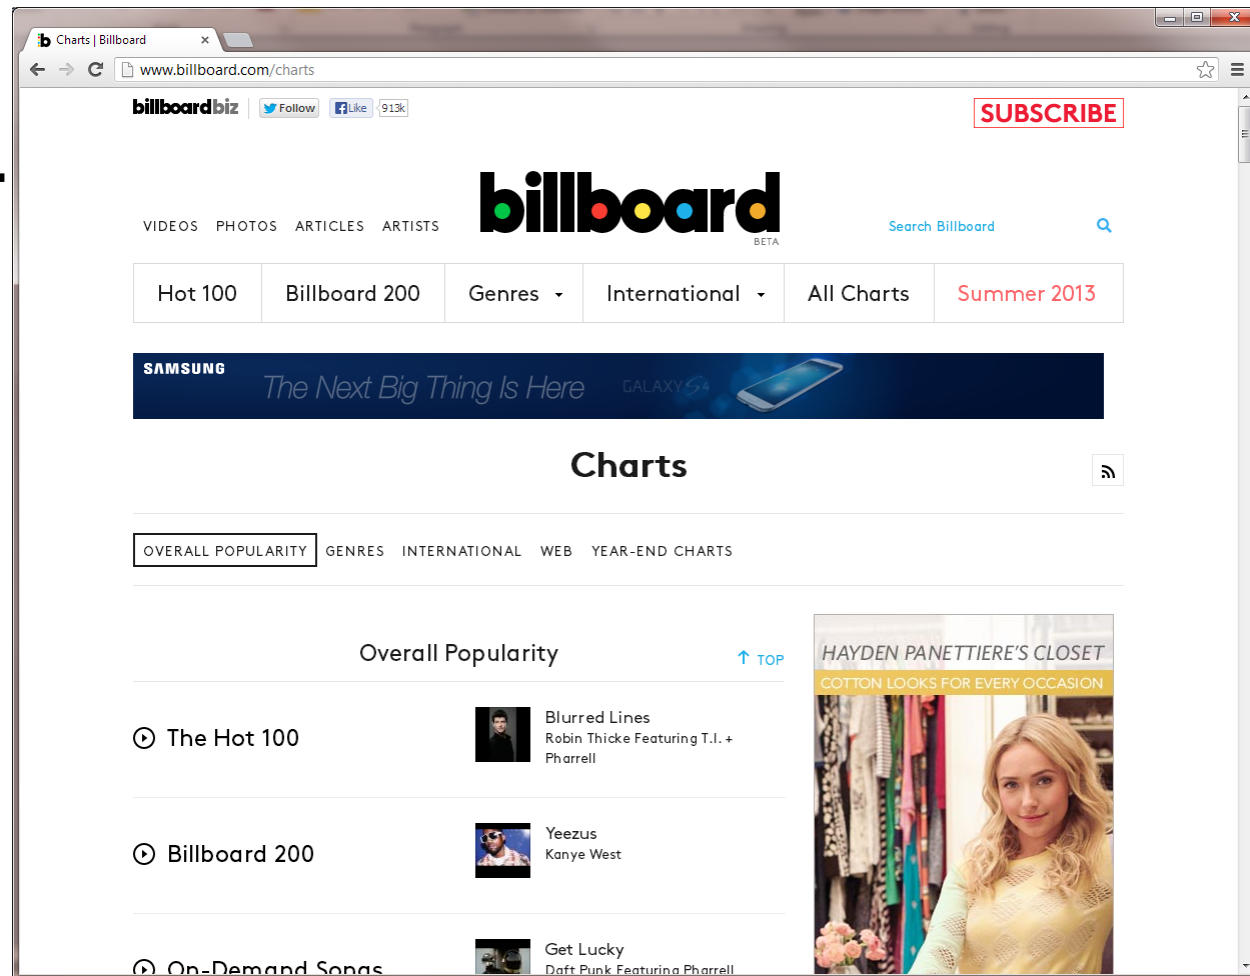 Charts | Billboard
www.billboard.com/charts
billboardbiz
Follow
Like
913k
SUBSCRIBE
billboard
BETA
VIDEOS PHOTOS ARTICLES ARTISTS
Search Billboard
Hot 100
Billboard 200
Genres
International
All Charts
Summer 2013
SAMSUNG
The Next Big Thing Is Here
GALAXY S4
Charts
OVERALL POPULARITY GENRES INTERNATIONAL WEB YEAR-END CHARTS
Overall Popularity
TOP
The Hot 100
Blurred Lines
Robin Thicke Featuring T.I. +
Pharrell
Billboard 200
Yeezus
Kanye West
On-Demand Songs
Get Lucky
Daft Punk Featuring Pharrell
HAYDEN PANETTIERE'S CLOSET
COTTON LOOKS FOR EVERY OCCASION